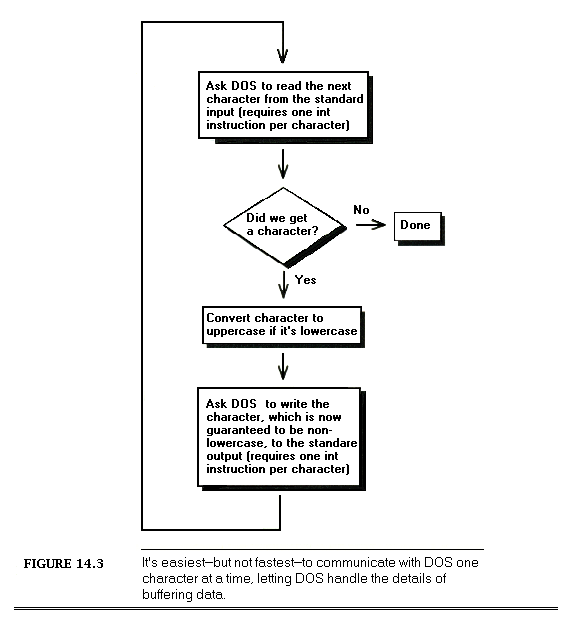 Ask DOS to read the next
character from the standard
input (requires one int
instruction per character)
Did we get
a character?
No
Done
Yes
Convert character to
uppercase if it's lowercase
Ask DOS to write the
character, which is now
guaranteed to be non-
lowercase, to the standare
output (requires one int
instruction per character)
FIGURE 14.3
It's easiest—but not fastest—to communicate with DOS one
character at a time, letting DOS handle the details of
buffering data.